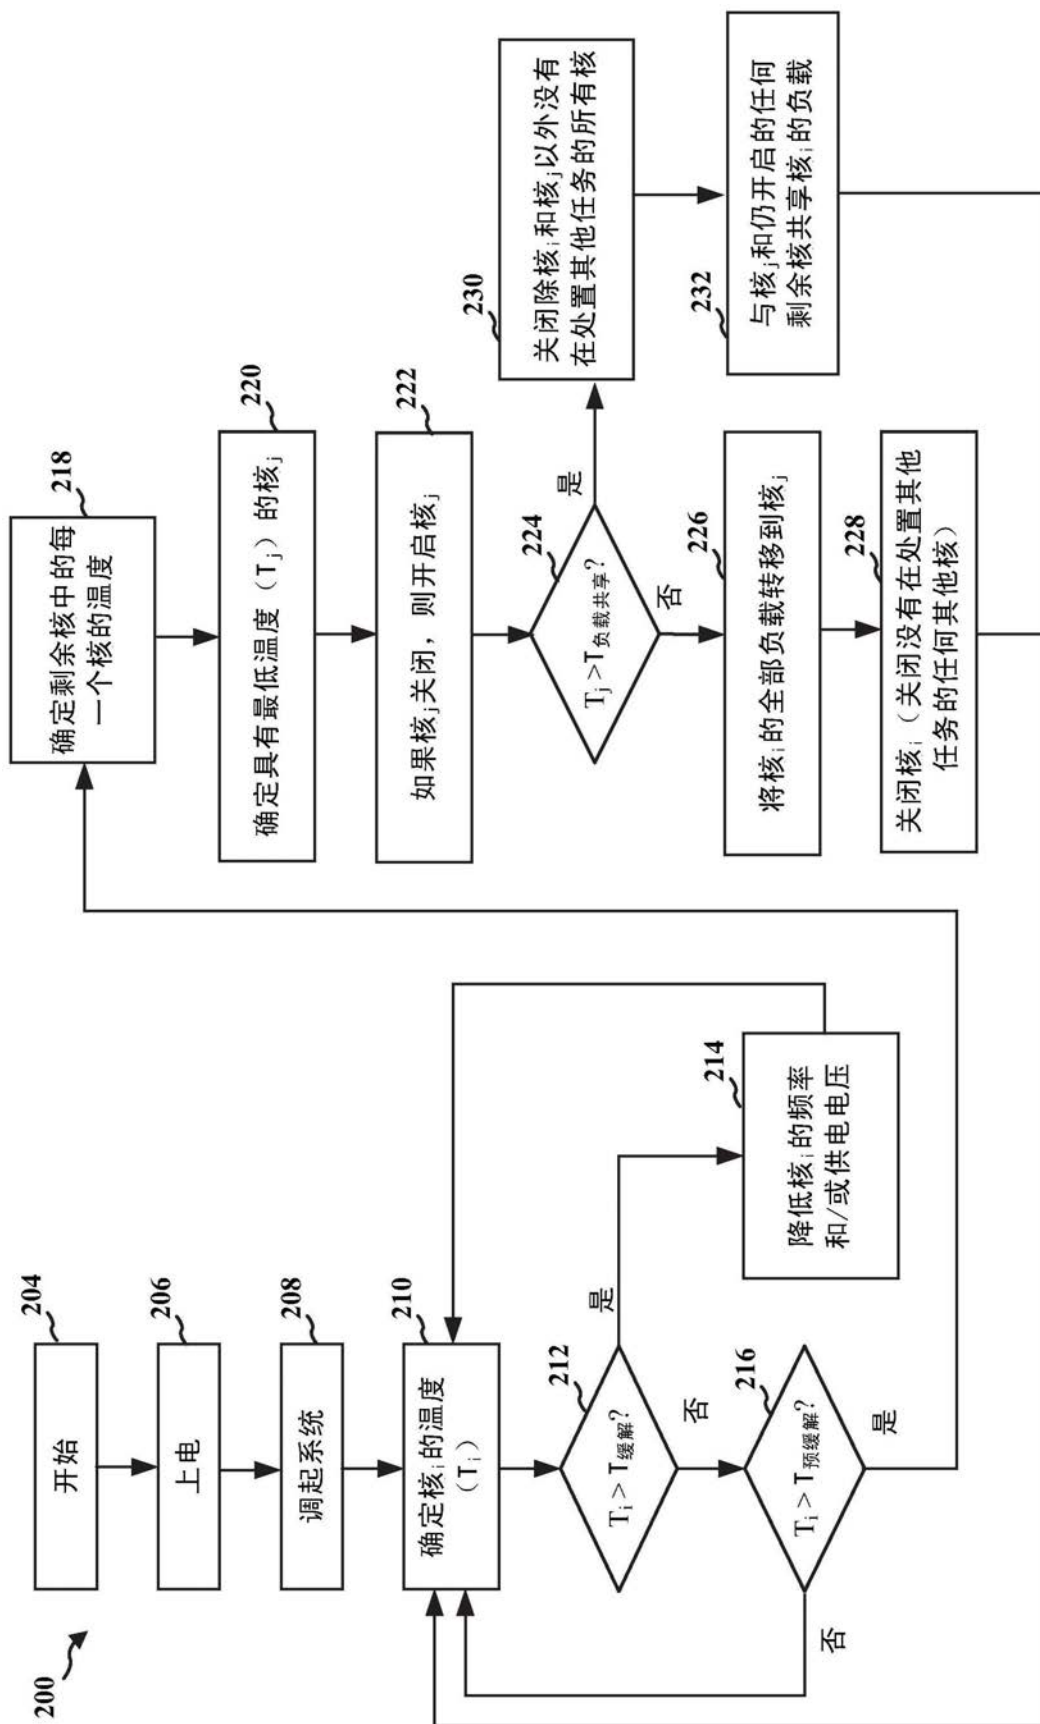 200
204
开始
206
上电
208
调起系统
210
确定核i的温度
（Ti）
212
Ti > T缓解?
是
否
214
降低核i的频率
和/或供电电压
216
Ti > T预缓解?
是
否
218
确定剩余核中的每
一个核的温度
220
确定具有最低温度（Tj）的核j
222
如果核j关闭，则开启核j
224
Tj >T负载共享?
是
否
226
将核i的全部负载转移到核j
228
关闭核i（关闭没有在处置其他
任务的任何其他核）
230
关闭除核i和核j以外没有
在处置其他任务的所有核
232
与核j和仍开启的任何
剩余核共享核i的负载